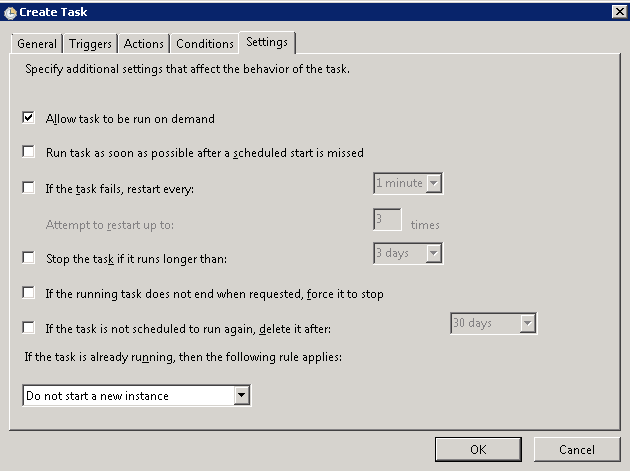 Create Task
General Triggers Actions Conditions Settings
Specify additional settings that affect the behavior of the task.
Allow task to be run on demand
Run task as soon as possible after a scheduled start is missed
If the task fails, restart every: 1 minute
Attempt to restart up to: 3 times
Stop the task if it runs longer than: 3 days
If the running task does not end when requested, force it to stop
If the task is not scheduled to run again, delete it after: 30 days
If the task is already running, then the following rule applies:
Do not start a new instance
OK Cancel